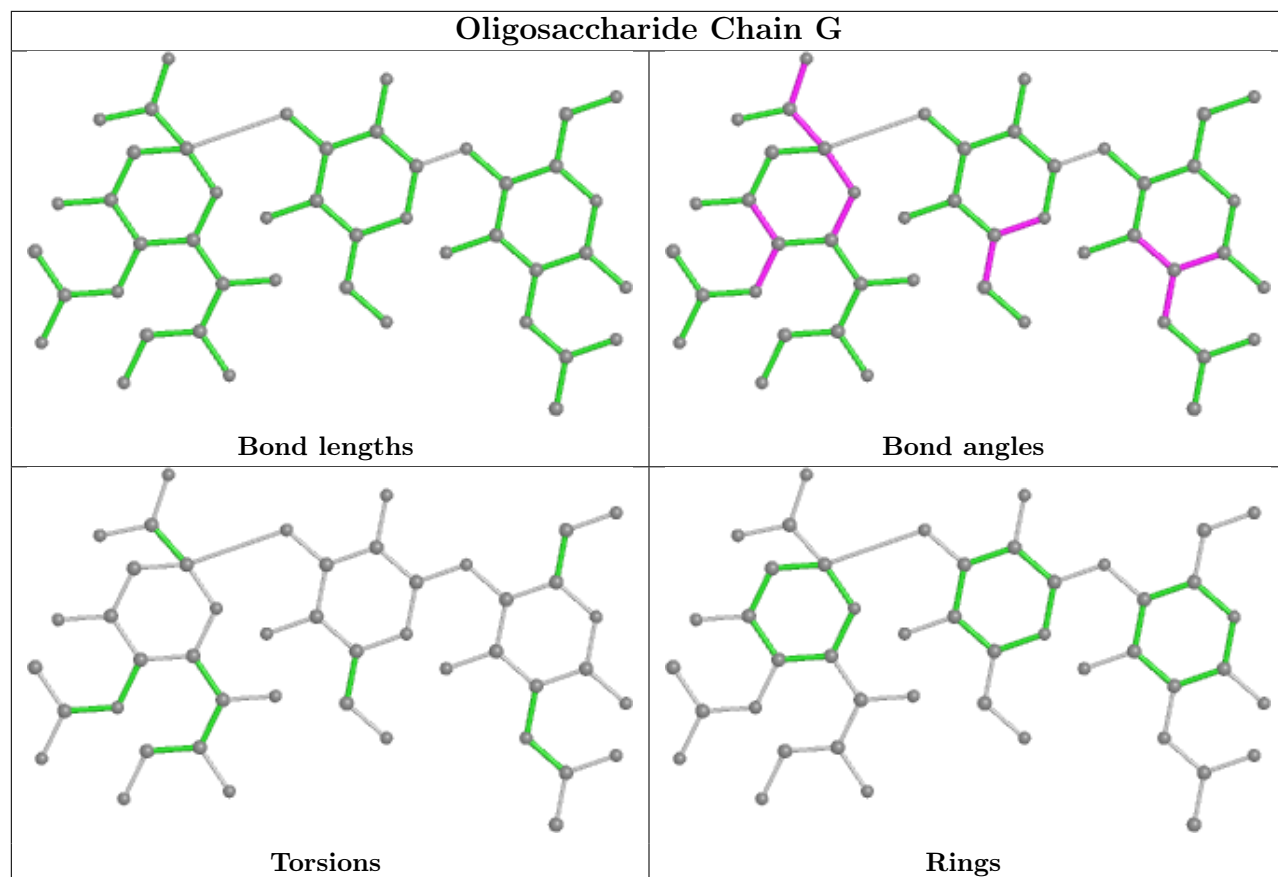 Oligosaccharide Chain G
Bond lengths
Bond angles
Torsions
Rings